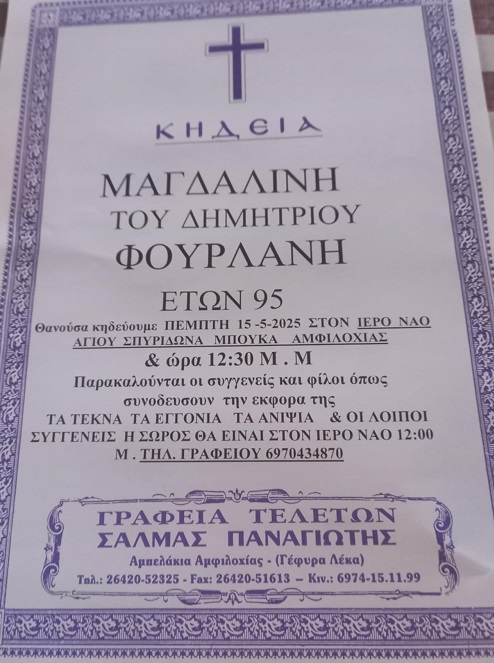 ΚΗΔΕΙΑ
ΜΑΓΔΑΛΙΝΗ
ΤΟΥ ΔΗΜΗΤΡΙΟΥ
ΦΟΥΡΛΑΝΗ
ΕΤΩΝ 95
Θανούσα κηδεύουμε ΠΕΜΠΤΗ 15 -5-2025 ΣΤΟΝ ΙΕΡΟ ΝΑΟ
ΑΓΙΟΥ ΣΠΥΡΙΔΩΝΑ ΜΠΟΥΚΑ ΑΜΦΙΛΟΧΙΑΣ
& ώρα 12:30 Μ . Μ
Παρακαλούνται οι συγγενείς και φίλοι όπως
συνοδευσουν την εκφορα της
ΤΑ ΤΕΚΝΑ ΤΑ ΕΓΓΟΝΙΑ ΤΑ ΑΝΙΨΙΑ & ΟΙ ΛΟΙΠΟΙ
ΣΥΓΓΕΝΕΙΣ Η ΣΩΡΟΣ ΘΑ ΕΙΝΑΙ ΣΤΟΝ ΙΕΡΟ ΝΑΟ 12:00
Μ . ΤΗΛ. ΓΡΑΦΕΙΟΥ 6970434870
ΓΡΑΦΕΙΑ ΤΕΛΕΤΩΝ
ΣΑΛΜΑΣ ΠΑΝΑΓΙΩΤΗΣ
Αμπελάκια Αμφιλοχίας - (Γέφυρα Λέκα)
Τηλ.: 26420-52325 - Fax: 26420-51613 – Κιν.: 6974-15.11.99